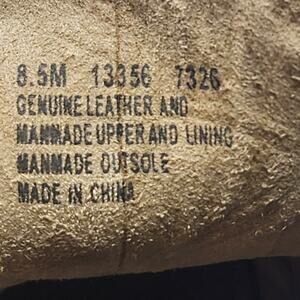 8.5M 13356 7326
GENUINE LEATHER AND
MANMADE UPPER AND LINING
MANMADE OUTSOLE
MADE IN CHINA